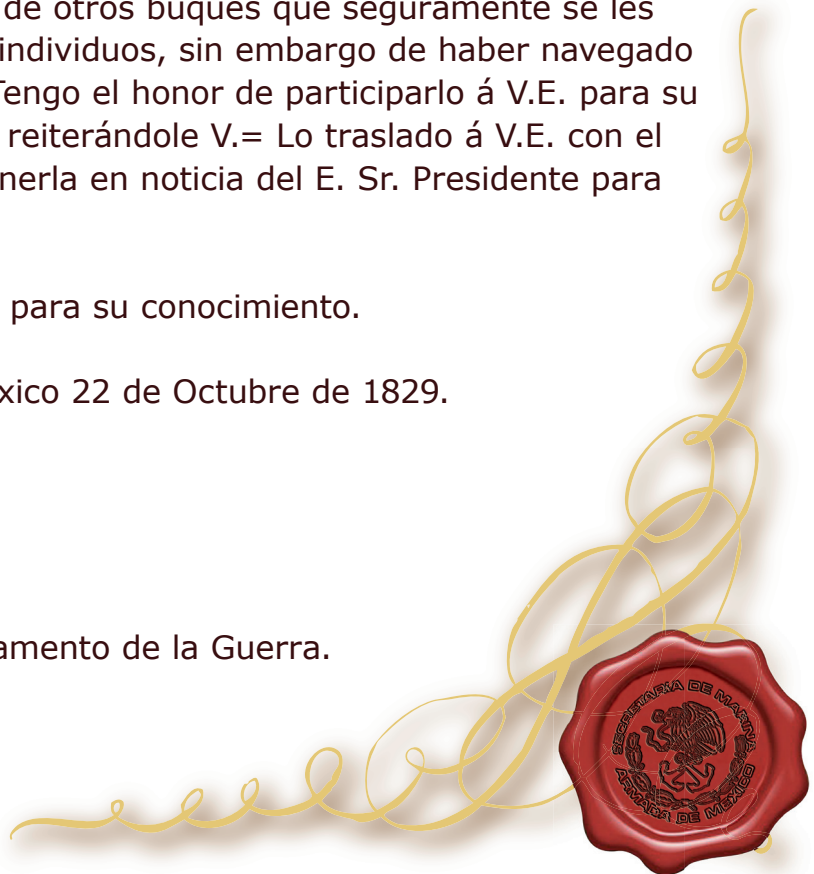 de otros buques que seguramente se les
individuos, sin embargo de haber navegado
Tengo el honor de participarlo á V.E. para su
reiterándole V.= Lo traslado á V.E. con el
nerla en noticia del E. Sr. Presidente para
para su conocimiento.
xico 22 de Octubre de 1829.
amento de la Guerra.
SECRETARIA DE MARINA
ARMADA DE MEXICO